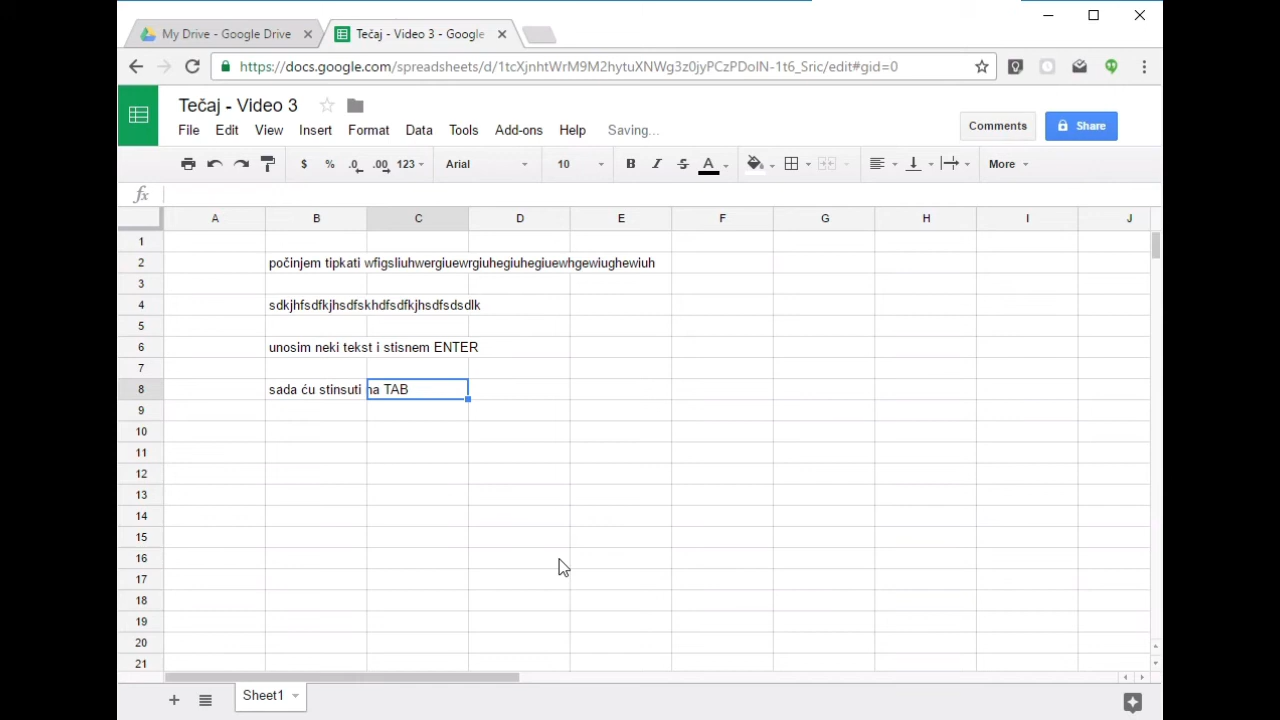 My Drive - Google Drive
Tečaj - Video 3 - Google
https://docs.google.com/spreadsheets/d/1tcXjnhtWrM9M2hytuXNWg3z0jyPCzPDoIN-1t6_Sric/edit#gid=0
Tečaj - Video 3
File Edit View Insert Format Data Tools Add-ons Help Saving...
Comments Share
$ % .0 .00 123 Arial 10 B I S A More
fx
A B C D E F G H I J
1
2 počinjem tipkati wfigsliuhwergiuewrgiuhegiuhegiuewhgewiughewiuh
3
4 sdkjhfsdfkjhsdfskhdfsdfkjhsdfsdsdlk
5
6 unosim neki tekst i stisnem ENTER
7
8 sada ću stinsuti na TAB
9
10
11
12
13
14
15
16
17
18
19
20
21
Sheet1